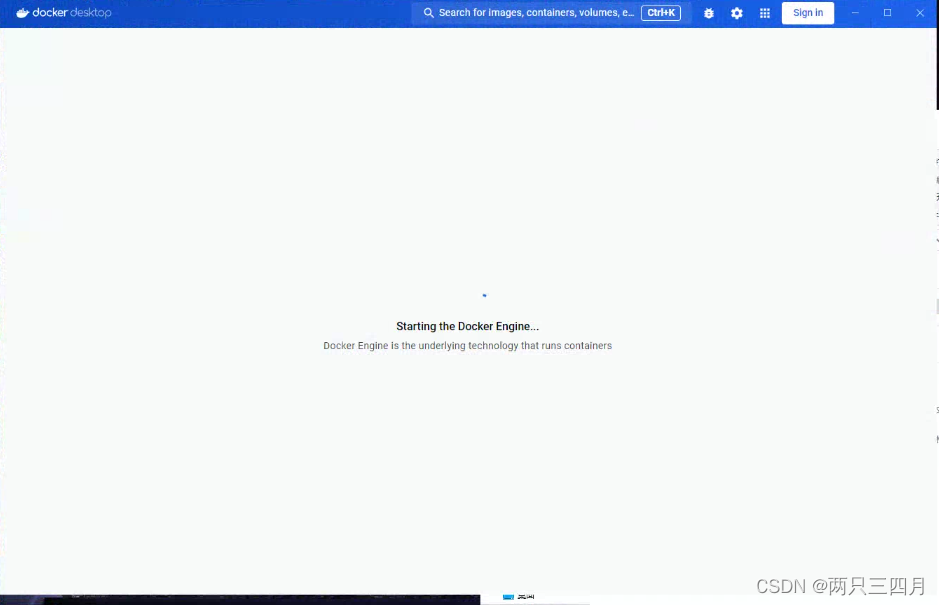 docker desktop
Search for images, containers, volumes, e...
Ctrl+K
Sign in
Starting the Docker Engine...
Docker Engine is the underlying technology that runs containers
CSDN @两只三四月